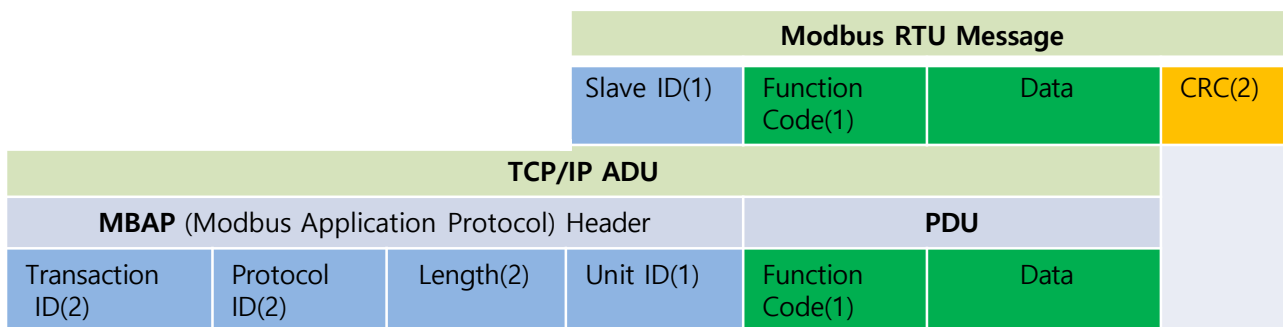 Modbus RTU Message
Slave ID(1) Function Data CRC(2)
Code(1)
TCP/IP ADU
MBAP (Modbus Application Protocol) Header PDU
Transaction Protocol Length(2) Unit ID(1) Function Data
ID(2) ID(2) Code(1)